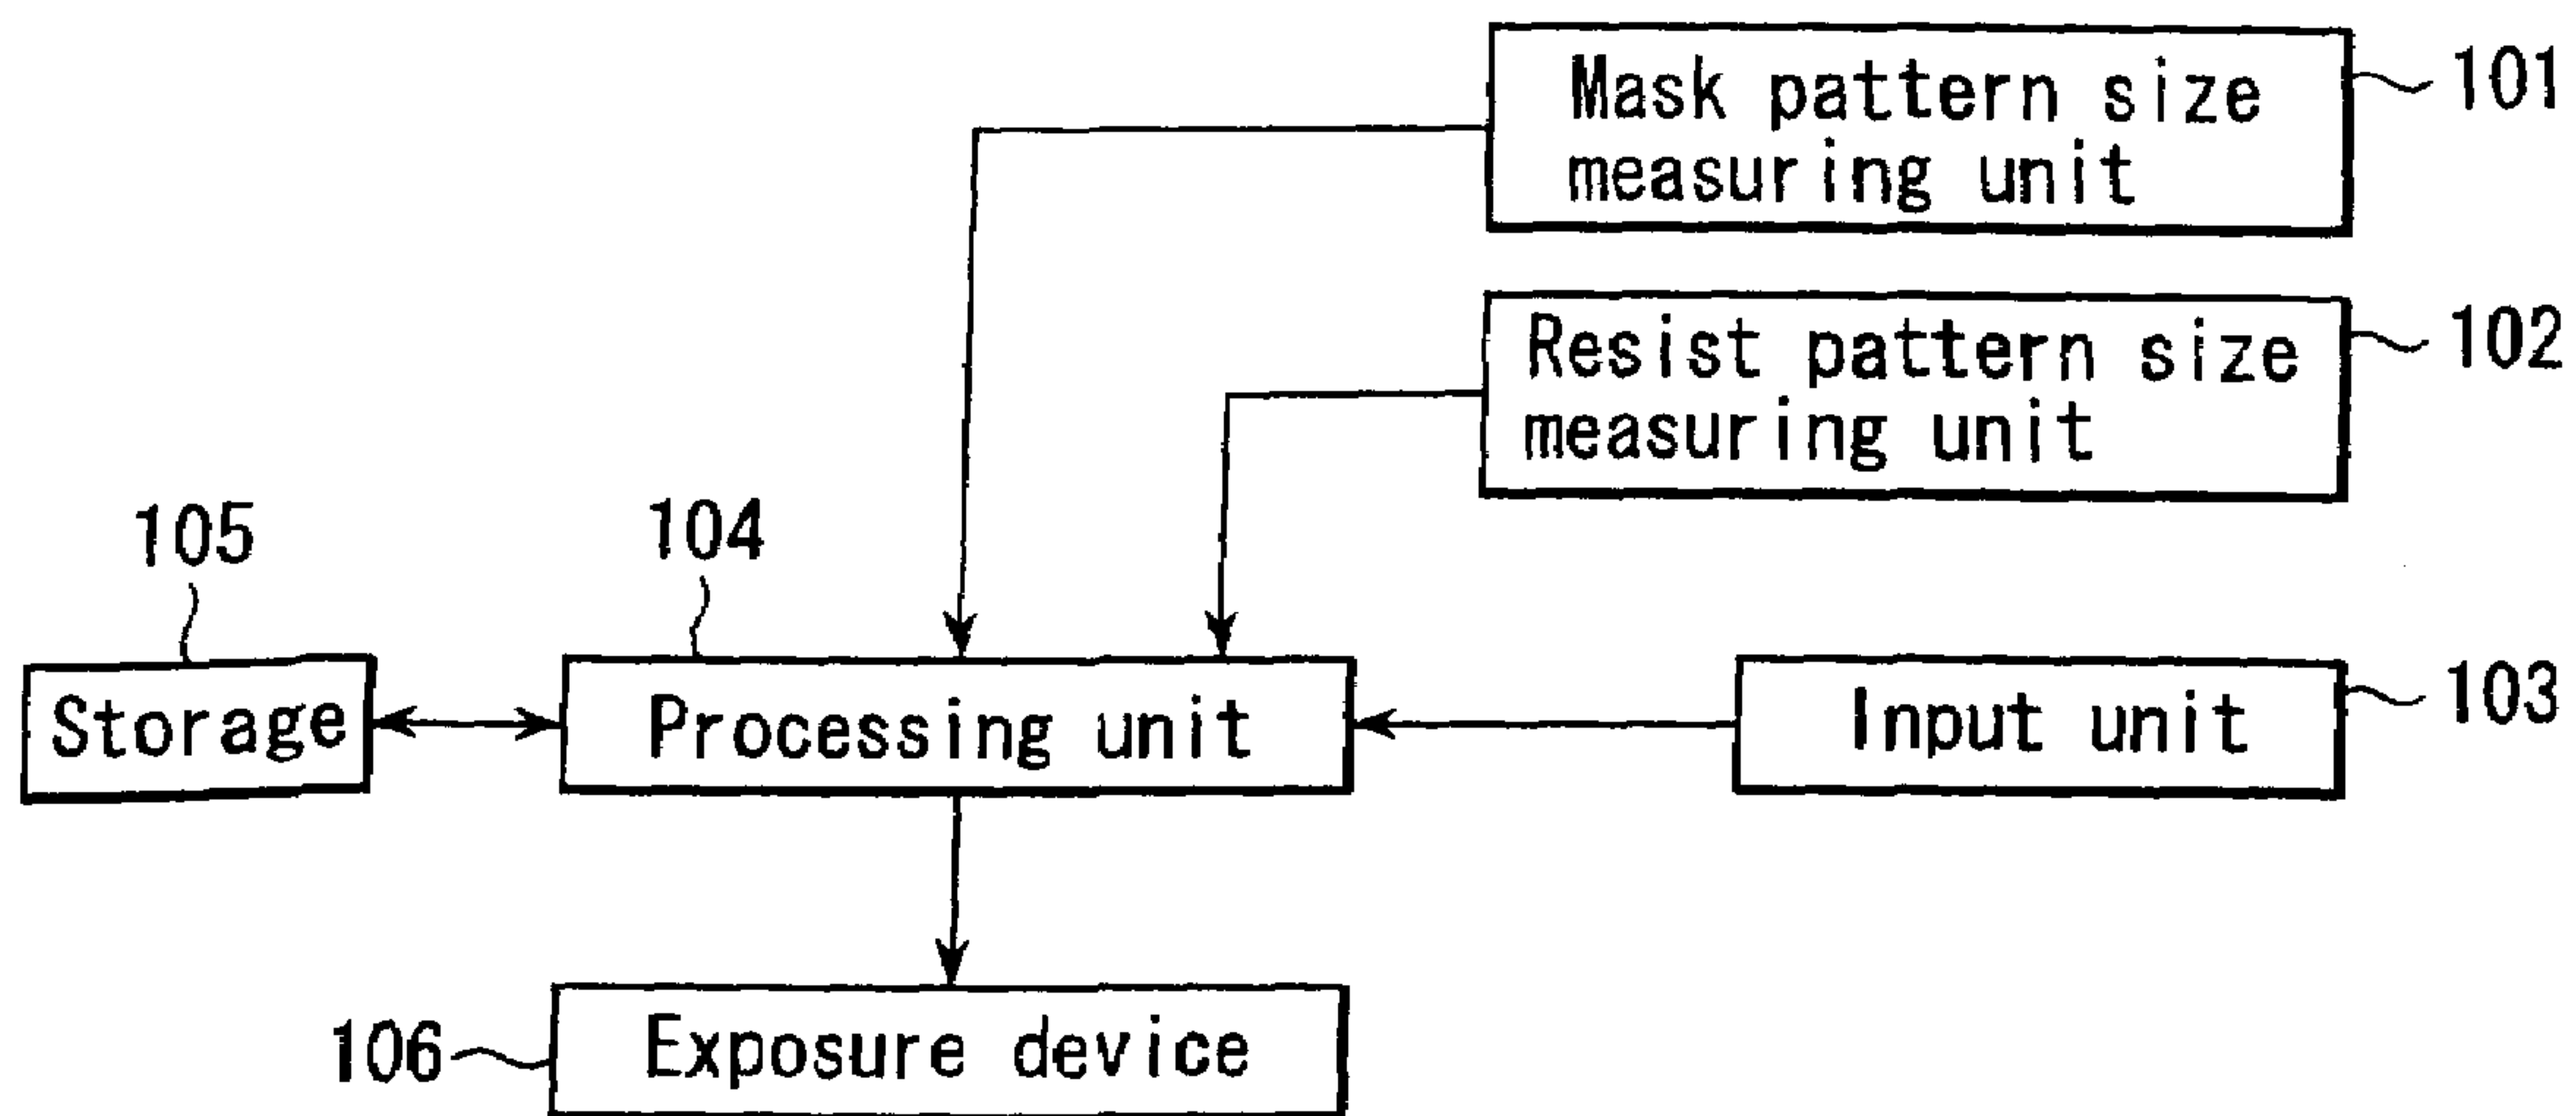 Mask pattern size
measuring unit
101
Resist pattern size
measuring unit
102
105
104
Storage
Processing unit
Input unit
103
106
Exposure device